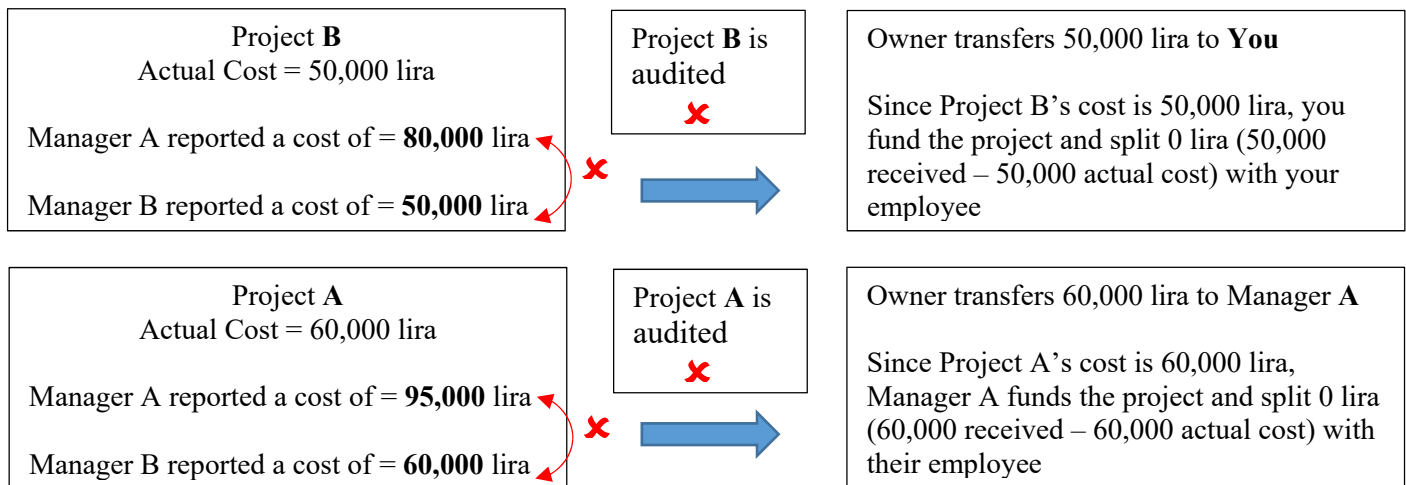 Project B
Actual Cost = 50,000 lira
Manager A reported a cost of = 80,000 lira
Manager B reported a cost of = 50,000 lira
Project B is
audited
Owner transfers 50,000 lira to You
Since Project B's cost is 50,000 lira, you
fund the project and split 0 lira (50,000
received – 50,000 actual cost) with your
employee
Project A
Actual Cost = 60,000 lira
Manager A reported a cost of = 95,000 lira
Manager B reported a cost of = 60,000 lira
Project A is
audited
Owner transfers 60,000 lira to Manager A
Since Project A's cost is 60,000 lira,
Manager A funds the project and split 0 lira
(60,000 received – 60,000 actual cost) with
their employee